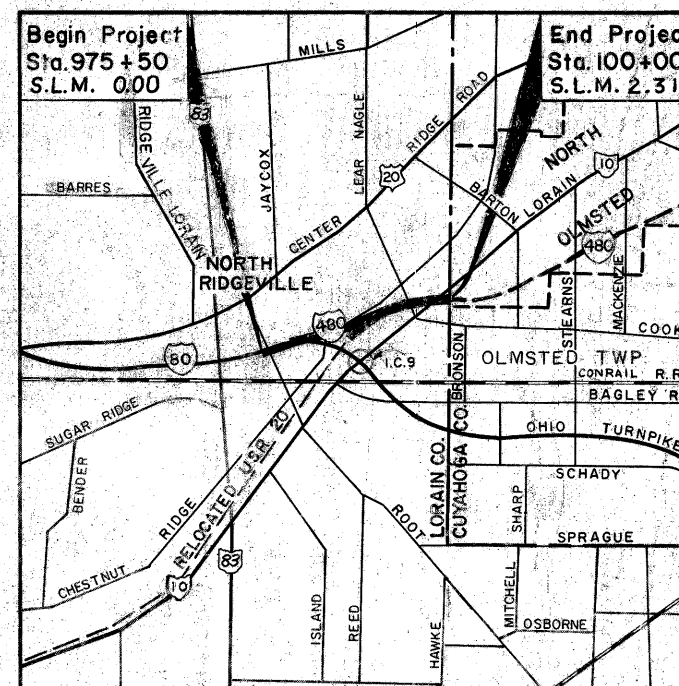 Begin Project
Sta. 975+50
S.L.M. 0.00
End Projec
Sta. 100+00
S.L.M. 2.31
MILLS
83
RIDGEVILLE LORAIN
JAYCOX
LEAR NAGLE
CENTER RIDGE ROAD
20
BARRES
BARTON
LORAIN
10
NORTH
OLMSTED
480
STEARNS
MACKENZIE
NORTH
RIDGEVILLE
480
80
I.C.9
BRONSON
COOK
OLMSTED TWP.
CONRAIL R.R
BAGLEY R
OHIO TURNPIKE
SUGAR RIDGE
BENDER
CHESTNUT RIDGE
RELOCATED U.S.R. 20
10
83
ISLAND
REED
ROOT
LORAIN CO.
CUYAHOGA CO.
SCHADY
SHARP
SPRAGUE
HAWKE
MITCHELL
OSBORNE